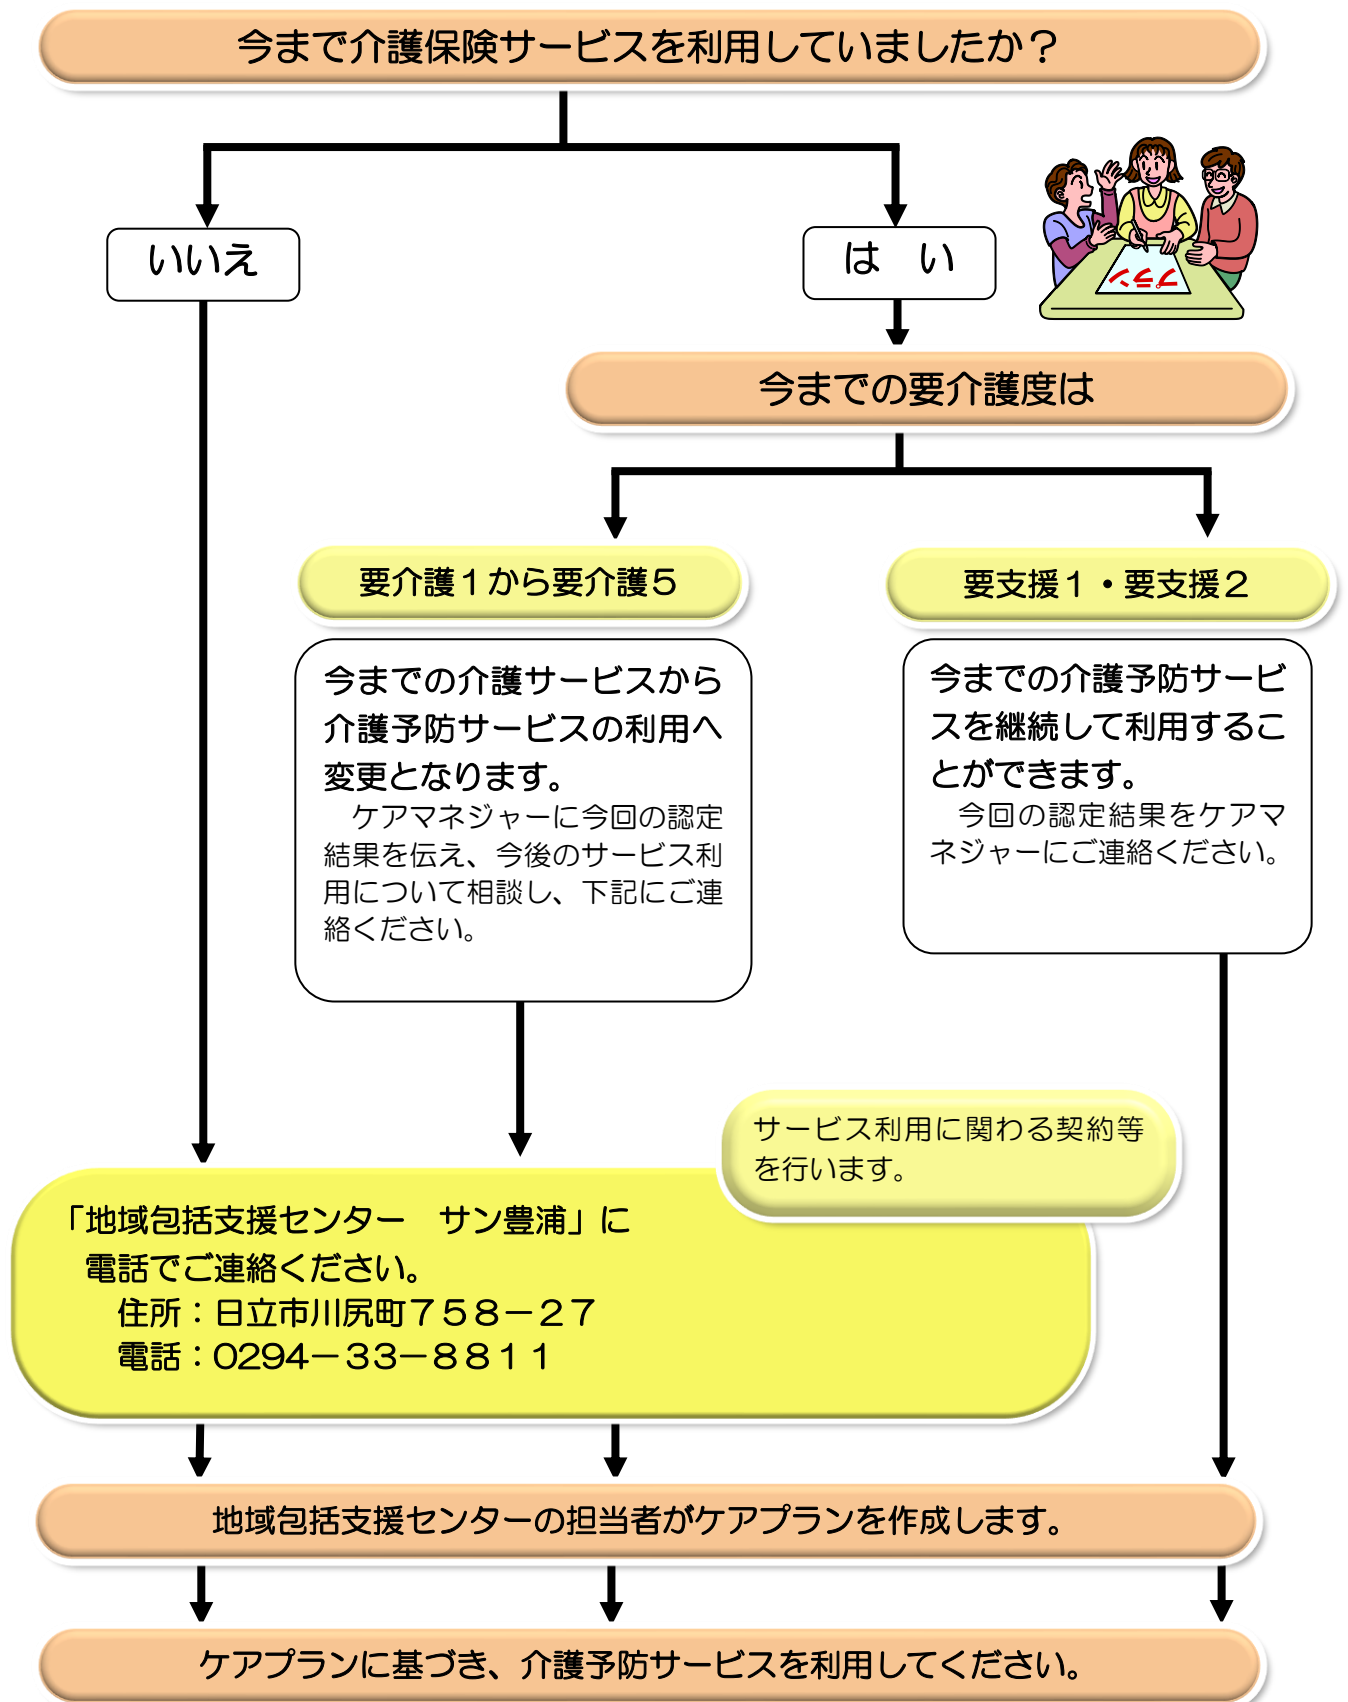 今まで介護保険サービスを利用していましたか？
いいえ
は　い
プラン
今までの要介護度は
要介護１から要介護５
要支援１・要支援２
今までの介護サービスから
介護予防サービスの利用へ
変更となります。
　ケアマネジャーに今回の認定
結果を伝え、今後のサービス利
用について相談し、下記にご連
絡ください。
今までの介護予防サービ
スを継続して利用するこ
とができます。
　今回の認定結果をケアマ
ネジャーにご連絡ください。
サービス利用に関わる契約等
を行います。
「地域包括支援センター　サン豊浦」に
電話でご連絡ください。
住所：日立市川尻町７５８－２７
電話：0294－３３－８８１１
地域包括支援センターの担当者がケアプランを作成します。
ケアプランに基づき、介護予防サービスを利用してください。